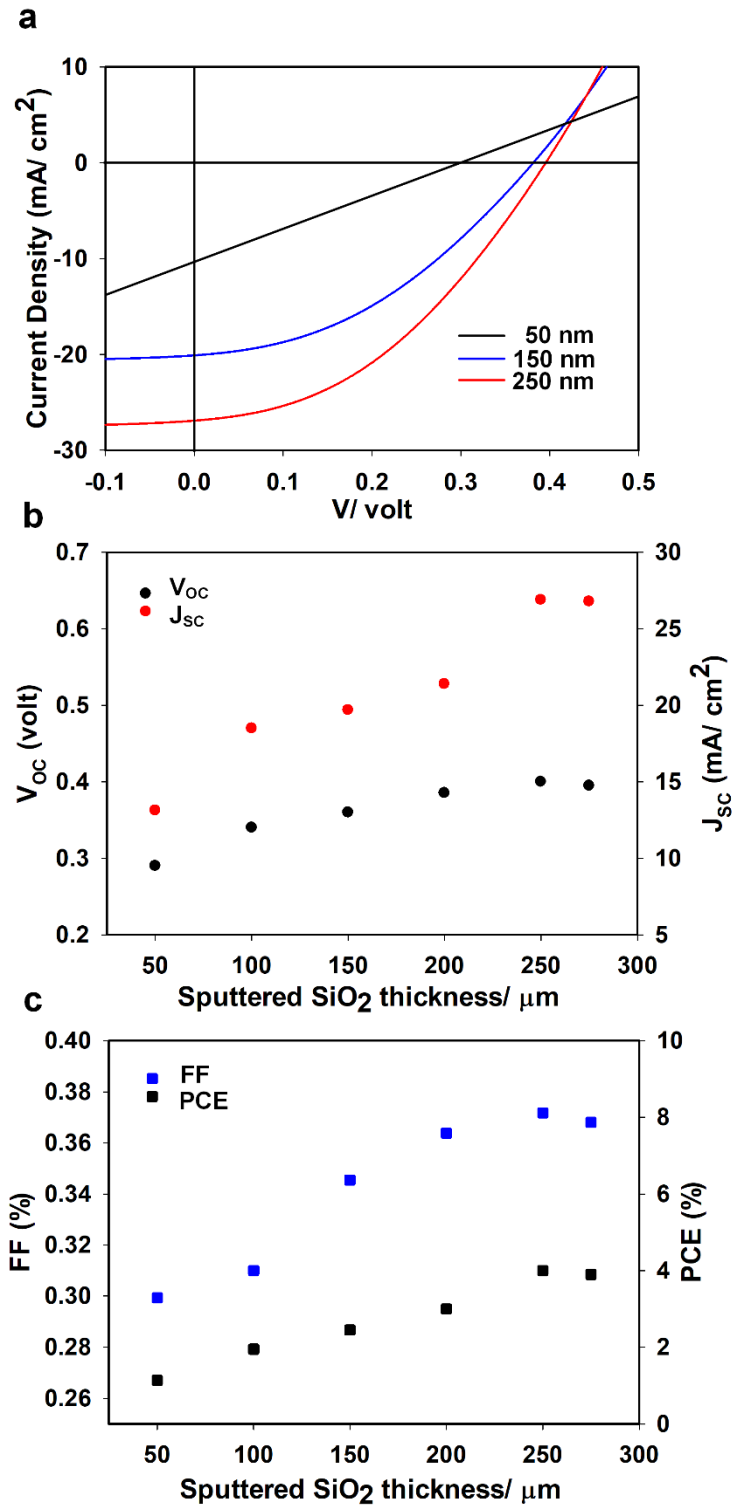 a
10
0
-10
-20
-30
Current Density (mA/ cm²)
50 nm
150 nm
250 nm
-0.1 0.0 0.1 0.2 0.3 0.4 0.5
V/ volt
b
0.7
0.6
0.5
0.4
0.3
0.2
V_OC (volt)
V_OC
J_SC
30
25
20
15
10
5
J_SC (mA/ cm²)
50 100 150 200 250 300
Sputtered SiO₂ thickness/ μm
c
0.40
0.38
0.36
0.34
0.32
0.30
0.28
0.26
FF (%)
FF
PCE
10
8
6
4
2
0
PCE (%)
50 100 150 200 250 300
Sputtered SiO₂ thickness/ μm